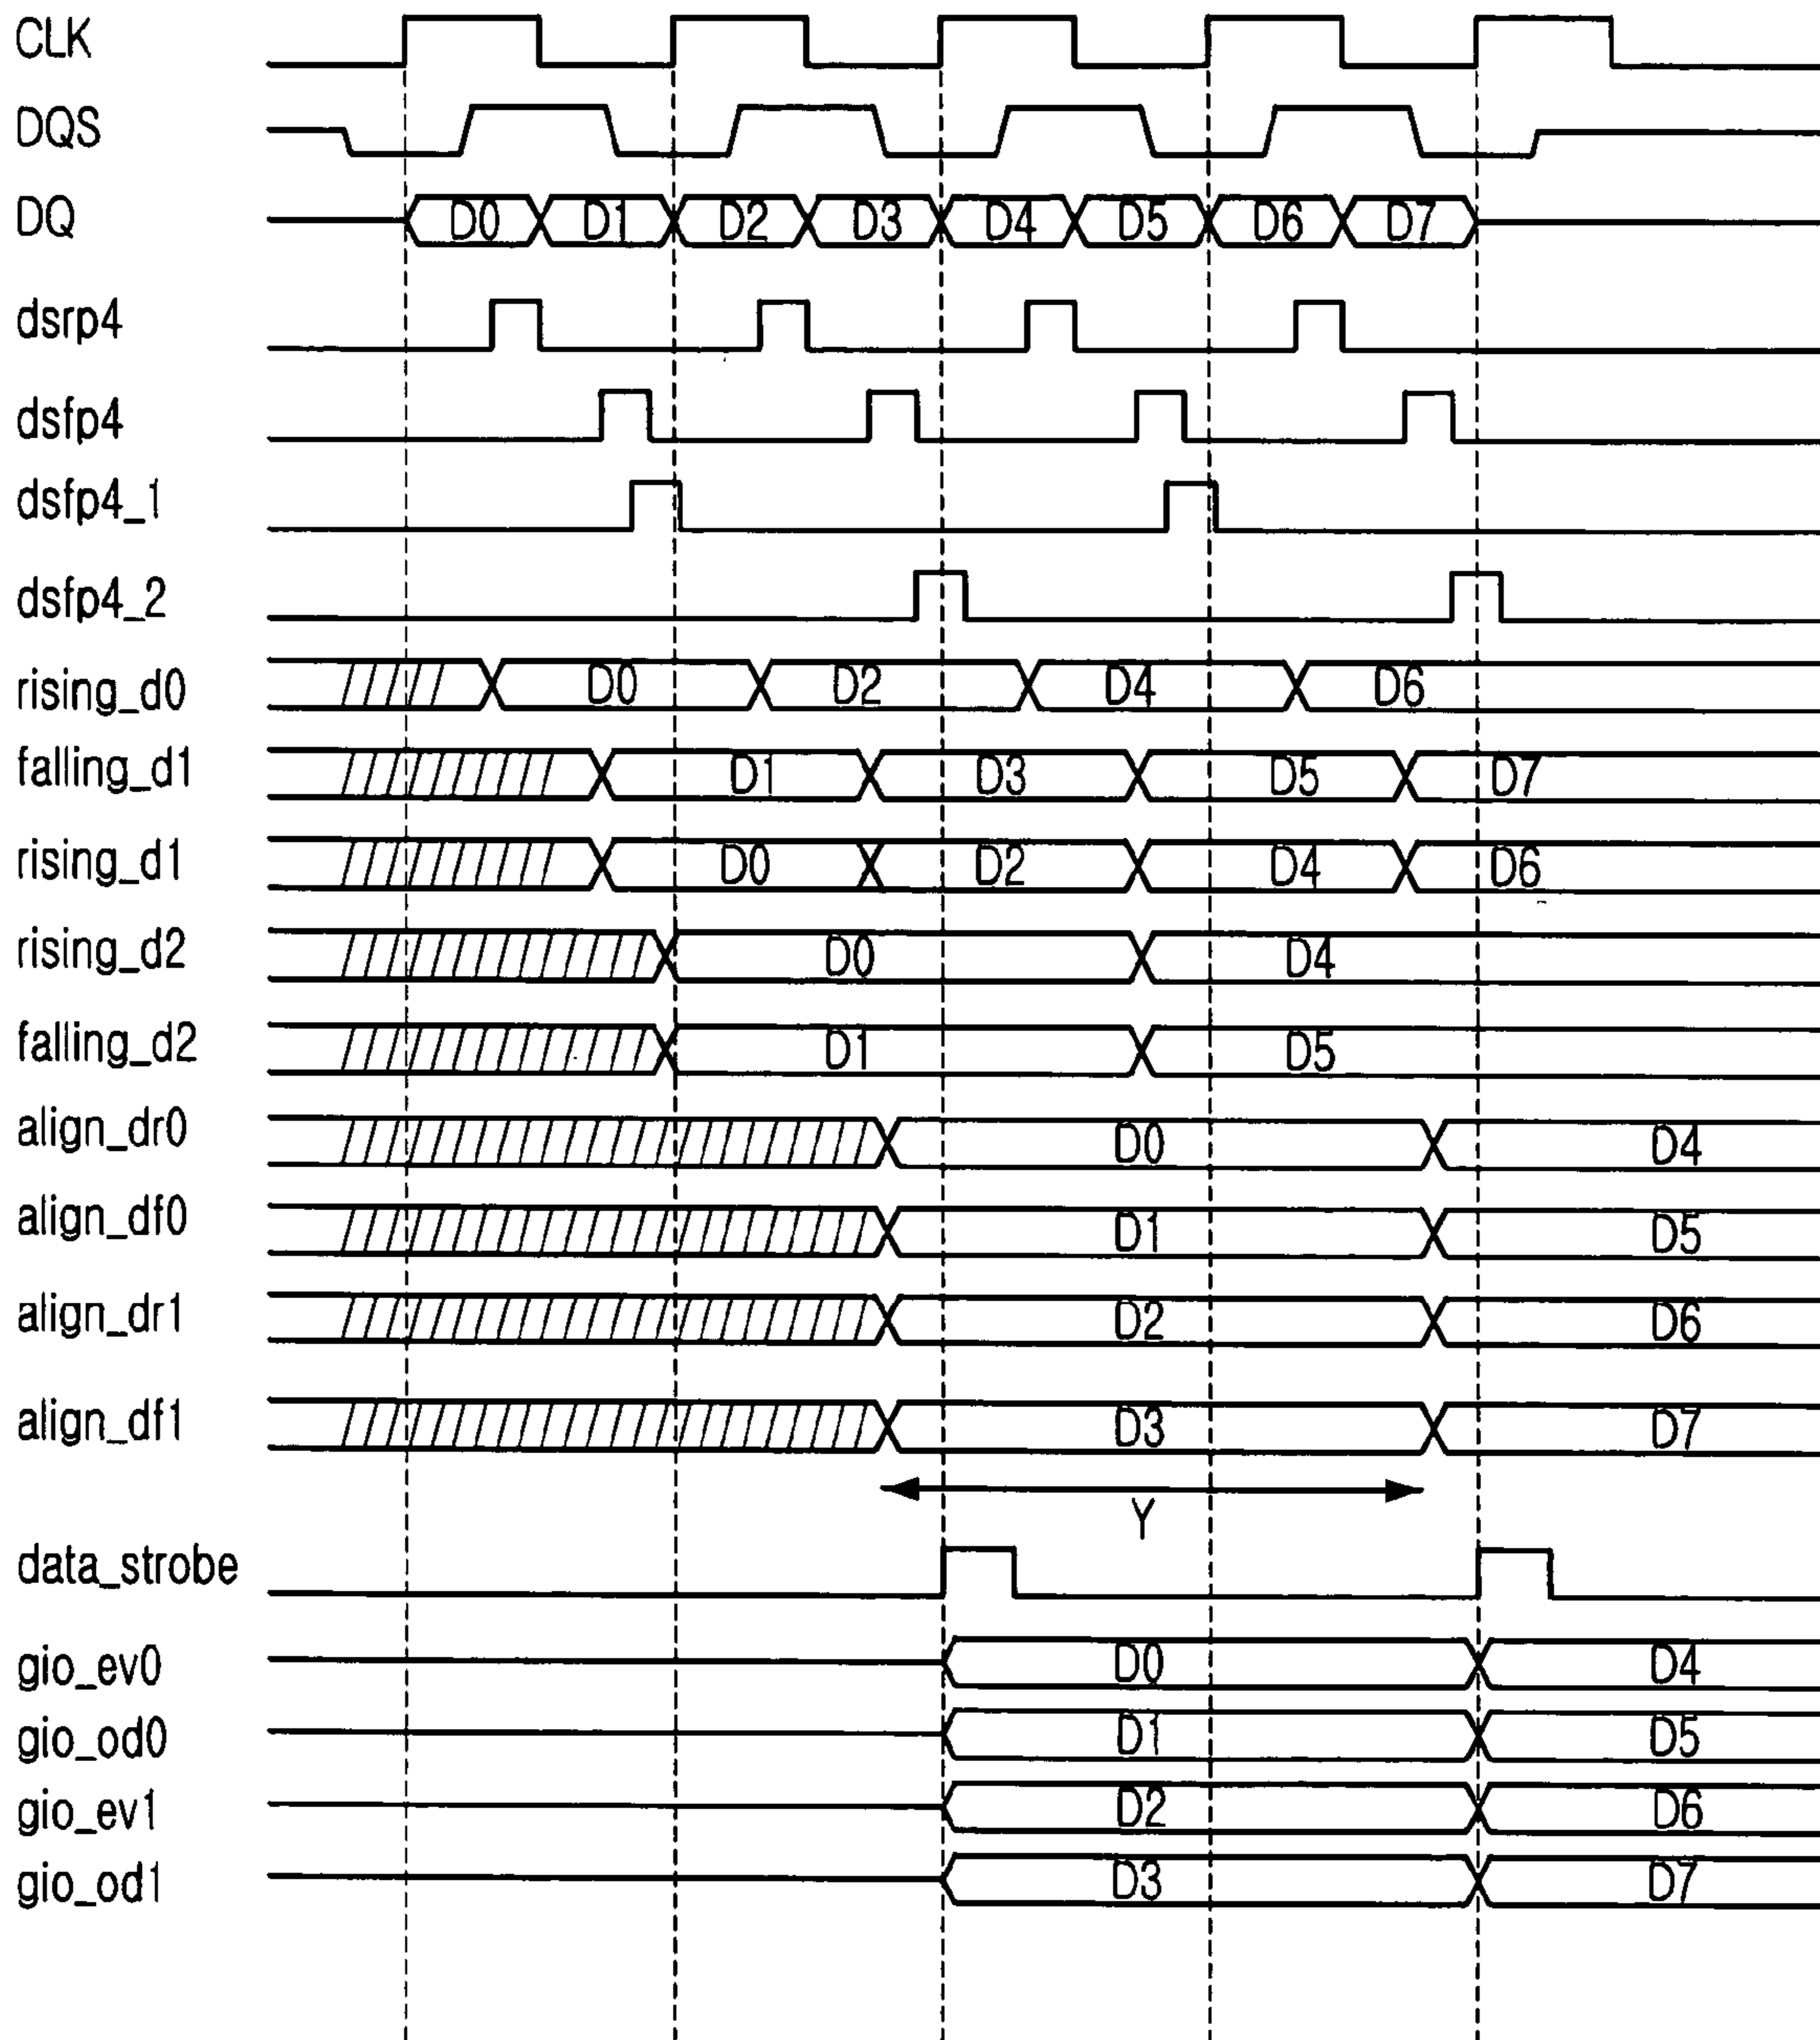 CLK
DQS
DQ D0 D1 D2 D3 D4 D5 D6 D7
dsrp4
dsfp4
dsfp4_1
dsfp4_2
rising_d0 D0 D2 D4 D6
falling_d1 D1 D3 D5 D7
rising_d1 D0 D2 D4 D6
rising_d2 D0 D4
falling_d2 D1 D5
align_dr0 D0 D4
align_df0 D1 D5
align_dr1 D2 D6
align_df1 D3 D7
Y
data_strobe
gio_ev0 D0 D4
gio_od0 D1 D5
gio_ev1 D2 D6
gio_od1 D3 D7